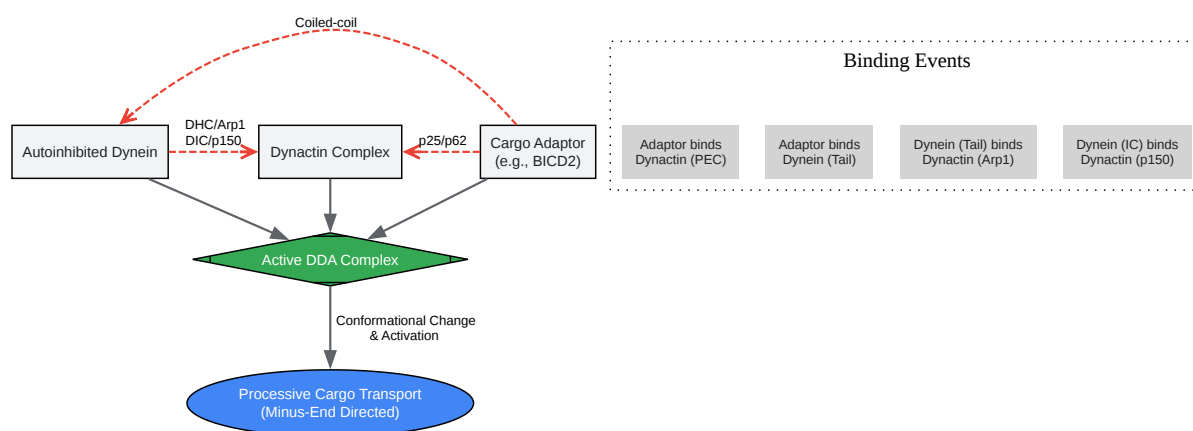 Coiled-coil
Binding Events
Autoinhibited Dynein
DHC/Arp1
DIC/p150
Dynactin Complex
p25/p62
Cargo Adaptor
(e.g., BICD2)
Adaptor binds
Dynactin (PEC)
Adaptor binds
Dynein (Tail)
Dynein (Tail) binds
Dynactin (Arp1)
Dynein (IC) binds
Dynactin (p150)
Active DDA Complex
Conformational Change
& Activation
Processive Cargo Transport
(Minus-End Directed)